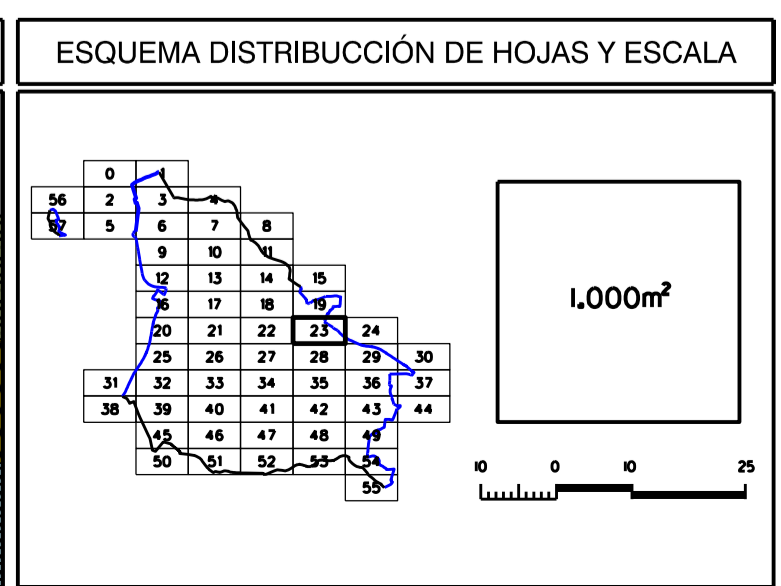 ESQUEMA DISTRIBUCCIÓN DE HOJAS Y ESCALA
0 1
56 2 3 4
57 5 6 7 8
9 10 11
12 13 14 15
16 17 18 19
20 21 22 23 24
25 26 27 28 29 30
31 32 33 34 35 36 37
38 39 40 41 42 43 44
45 46 47 48 49
50 51 52 53 54
55
1.000m²
10 0 10 25